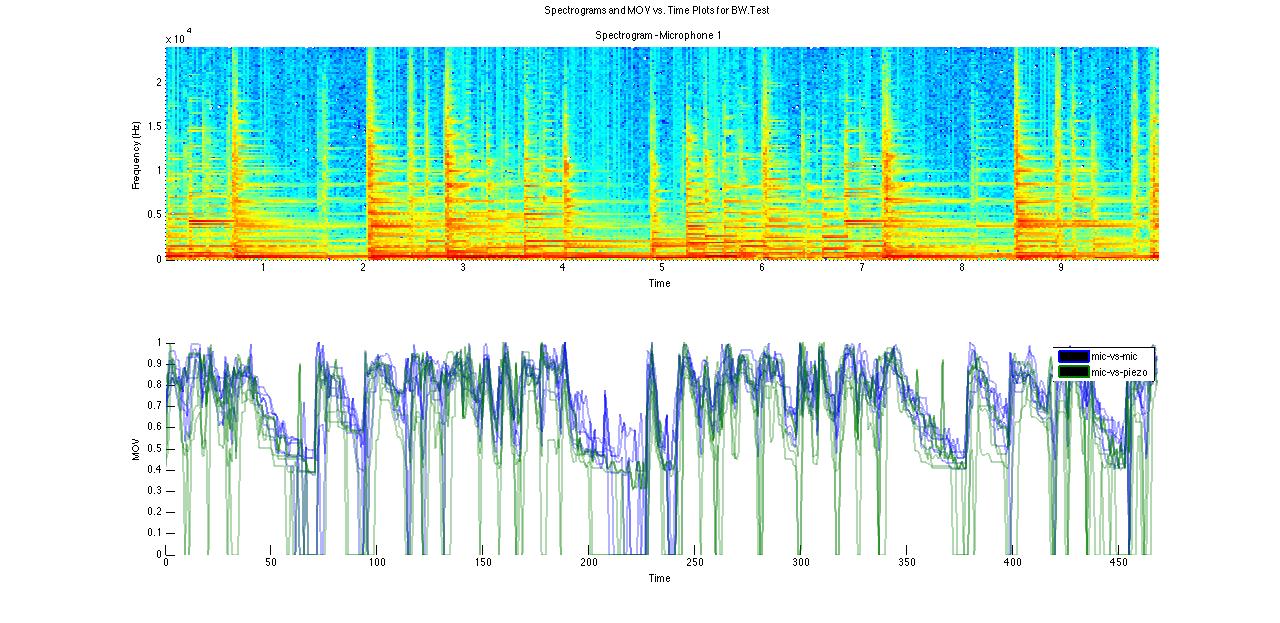 Spectrograms and MOV vs. Time Plots for BW.Test
Spectrogram - Microphone 1
x 10^4
2
1.5
1
0.5
0
Frequency (Hz)
1 2 3 4 5 6 7 8 9
Time
1
0.9
0.8
0.7
0.6
0.5
0.4
0.3
0.2
0.1
0
MOV
mic-vs-mic
mic-vs-piezo
0 50 100 150 200 250 300 350 400 450
Time